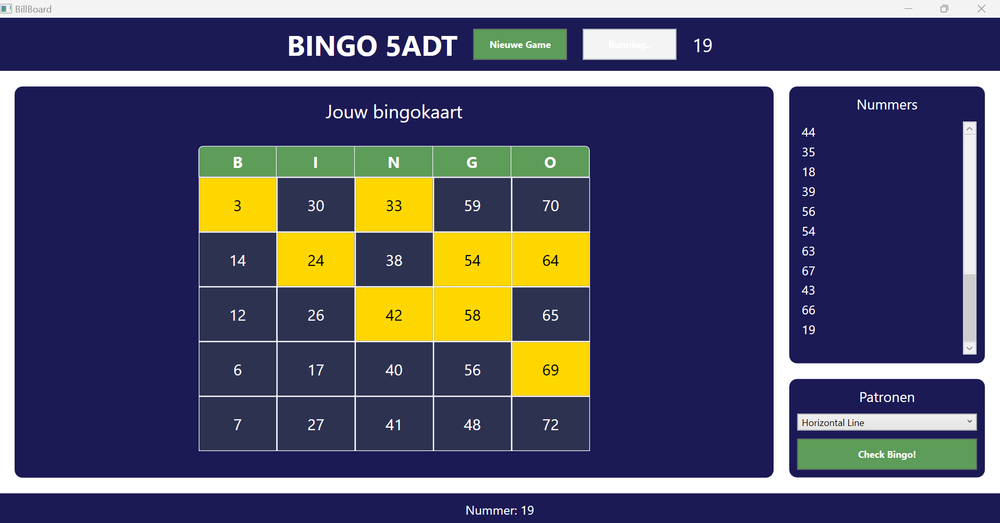 BillBoard
BINGO 5ADT
Nieuwe Game
Running..
19
Jouw bingokaart
B I N G O
3 30 33 59 70
14 24 38 54 64
12 26 42 58 65
6 17 40 56 69
7 27 41 48 72
Nummers
44
35
18
39
56
54
63
67
43
66
19
Patronen
Horizontal Line
Check Bingo!
Nummer: 19